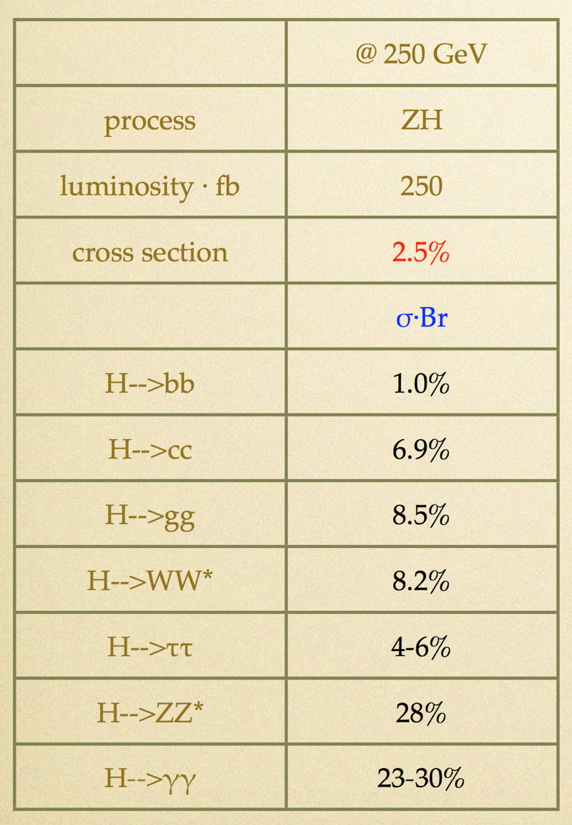 @ 250 GeV
process ZH
luminosity · fb 250
cross section 2.5%
σ·Br
H-->bb 1.0%
H-->cc 6.9%
H-->gg 8.5%
H-->WW* 8.2%
H-->ττ 4-6%
H-->ZZ* 28%
H-->γγ 23-30%